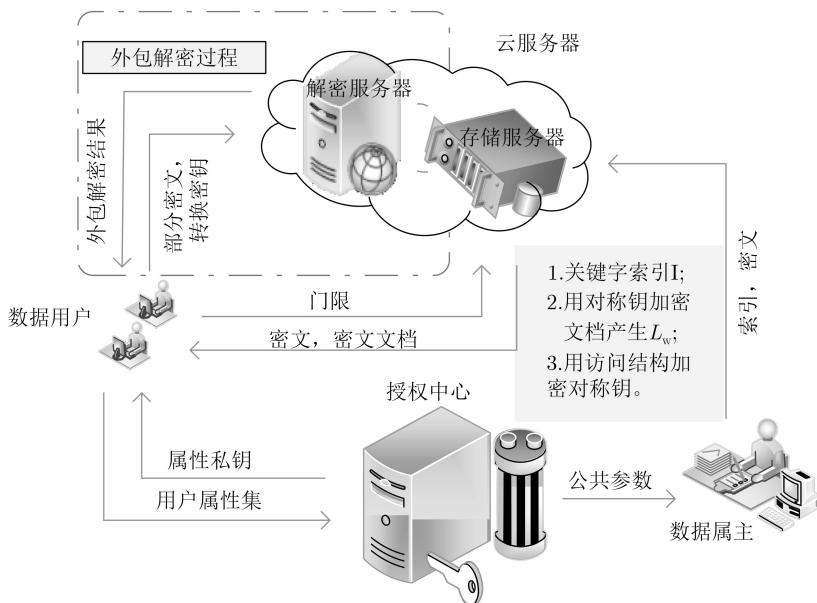 云服务器
外包解密过程
解密服务器
存储服务器
外包解密结果
部分密文，
转换密钥
索引，密文
1.关键字索引I;
2.用对称钥加密
文档产生Lw;
3.用访问结构加
密对称钥。
数据用户
门限
密文，密文文档
授权中心
属性私钥
用户属性集
公共参数
数据属主